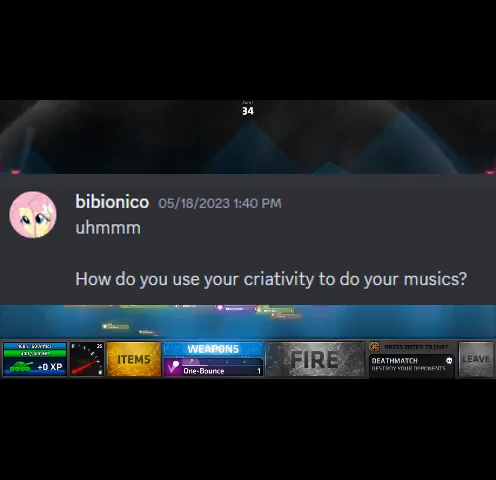 34
bibionico 05/18/2023 1:40 PM
uhmmm
How do you use your criativity to do your musics?
+0 XP
ITEMS
WEAPONS
One-Bounce 1
FIRE
PRESS ENTER TO CHAT
DEATHMATCH
DESTROY YOUR OPPONENTS
LEAVE